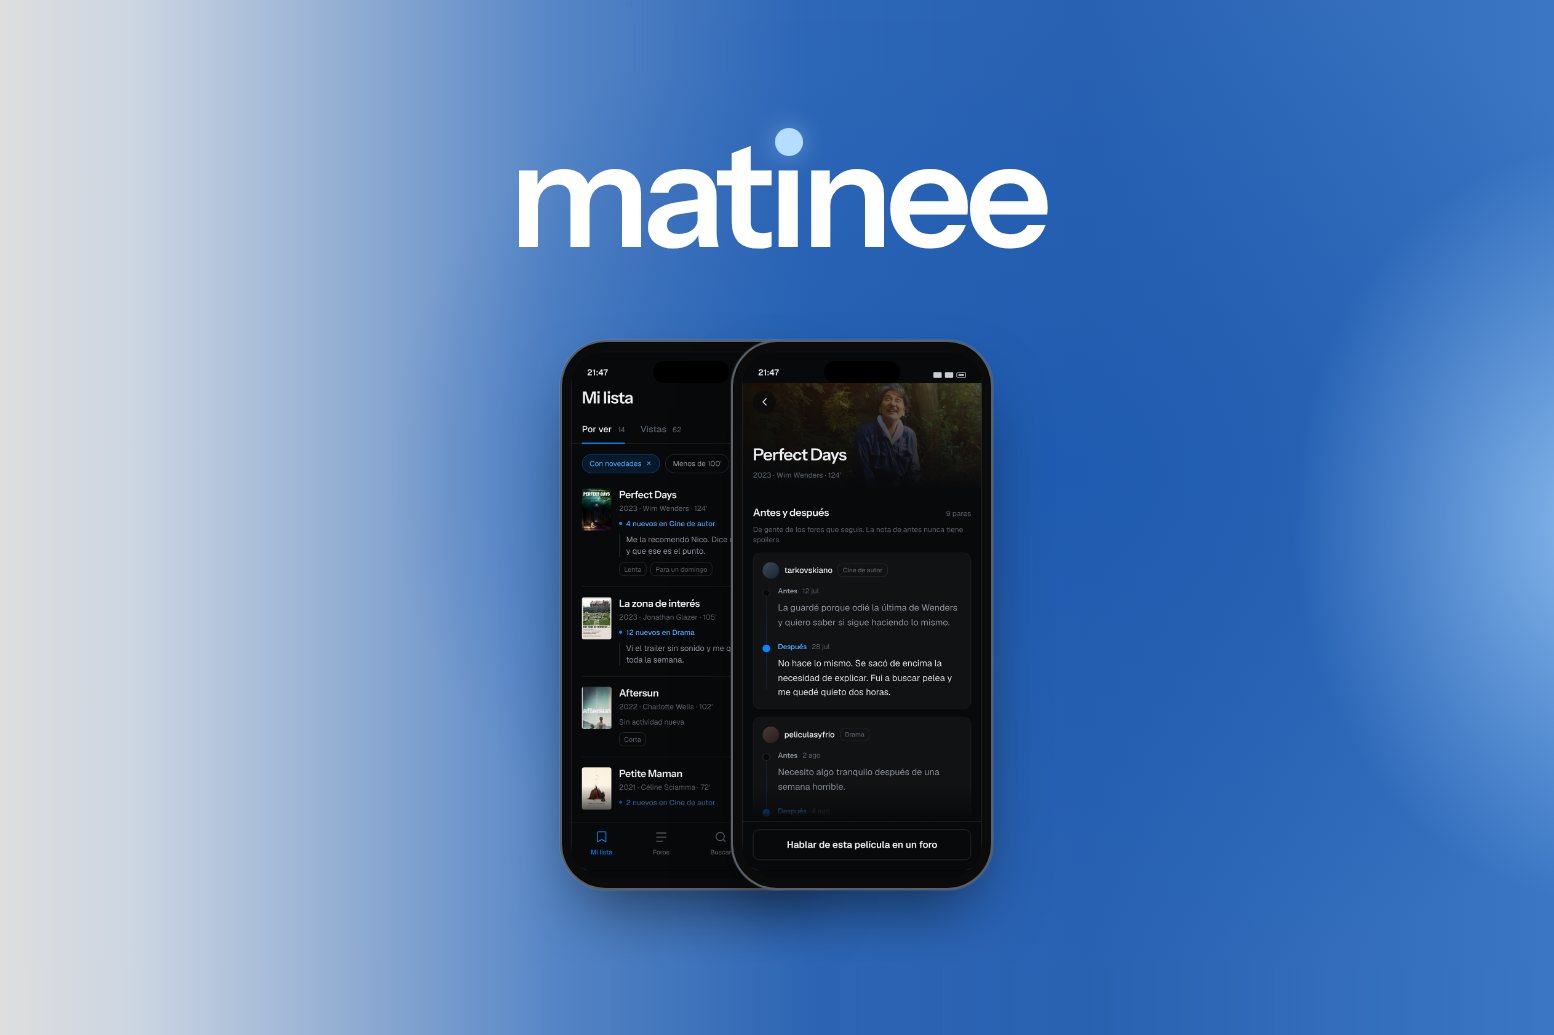 matinee
21:47
Mi lista
Por ver 14 Vistas 62
Con novedades × Menos de 100'
PERFECT DAYS
Perfect Days
2023 · Wim Wenders · 124'
4 nuevos en Cine de autor
Me la recomendó Nico. Dice
y que ese es el punto.
Lenta Para un domingo
La zona de interés
2023 · Jonathan Glazer · 105'
12 nuevos en Drama
Vi el trailer sin sonido y me
toda la semana.
aftersun
Aftersun
2022 · Charlotte Wells · 102'
Sin actividad nueva
Corta
Petite Maman
2021 · Céline Sciamma · 72'
2 nuevos en Cine de autor
Mi lista Foros Buscar
21:47
Perfect Days
2023 · Wim Wenders · 124'
Antes y después 9 pares
De gente de los foros que seguís. La nota de antes nunca tiene
spoilers.
tarkovskiano Cine de autor
Antes 12 jul
La guardé porque odié la última de Wenders
y quiero saber si sigue haciendo lo mismo.
Después 28 jul
No hace lo mismo. Se sacó de encima la
necesidad de explicar. Fui a buscar pelea y
me quedé quieto dos horas.
peliculasyfrio Drama
Antes 2 ago
Necesito algo tranquilo después de una
semana horrible.
Después 4 ago
Hablar de esta película en un foro